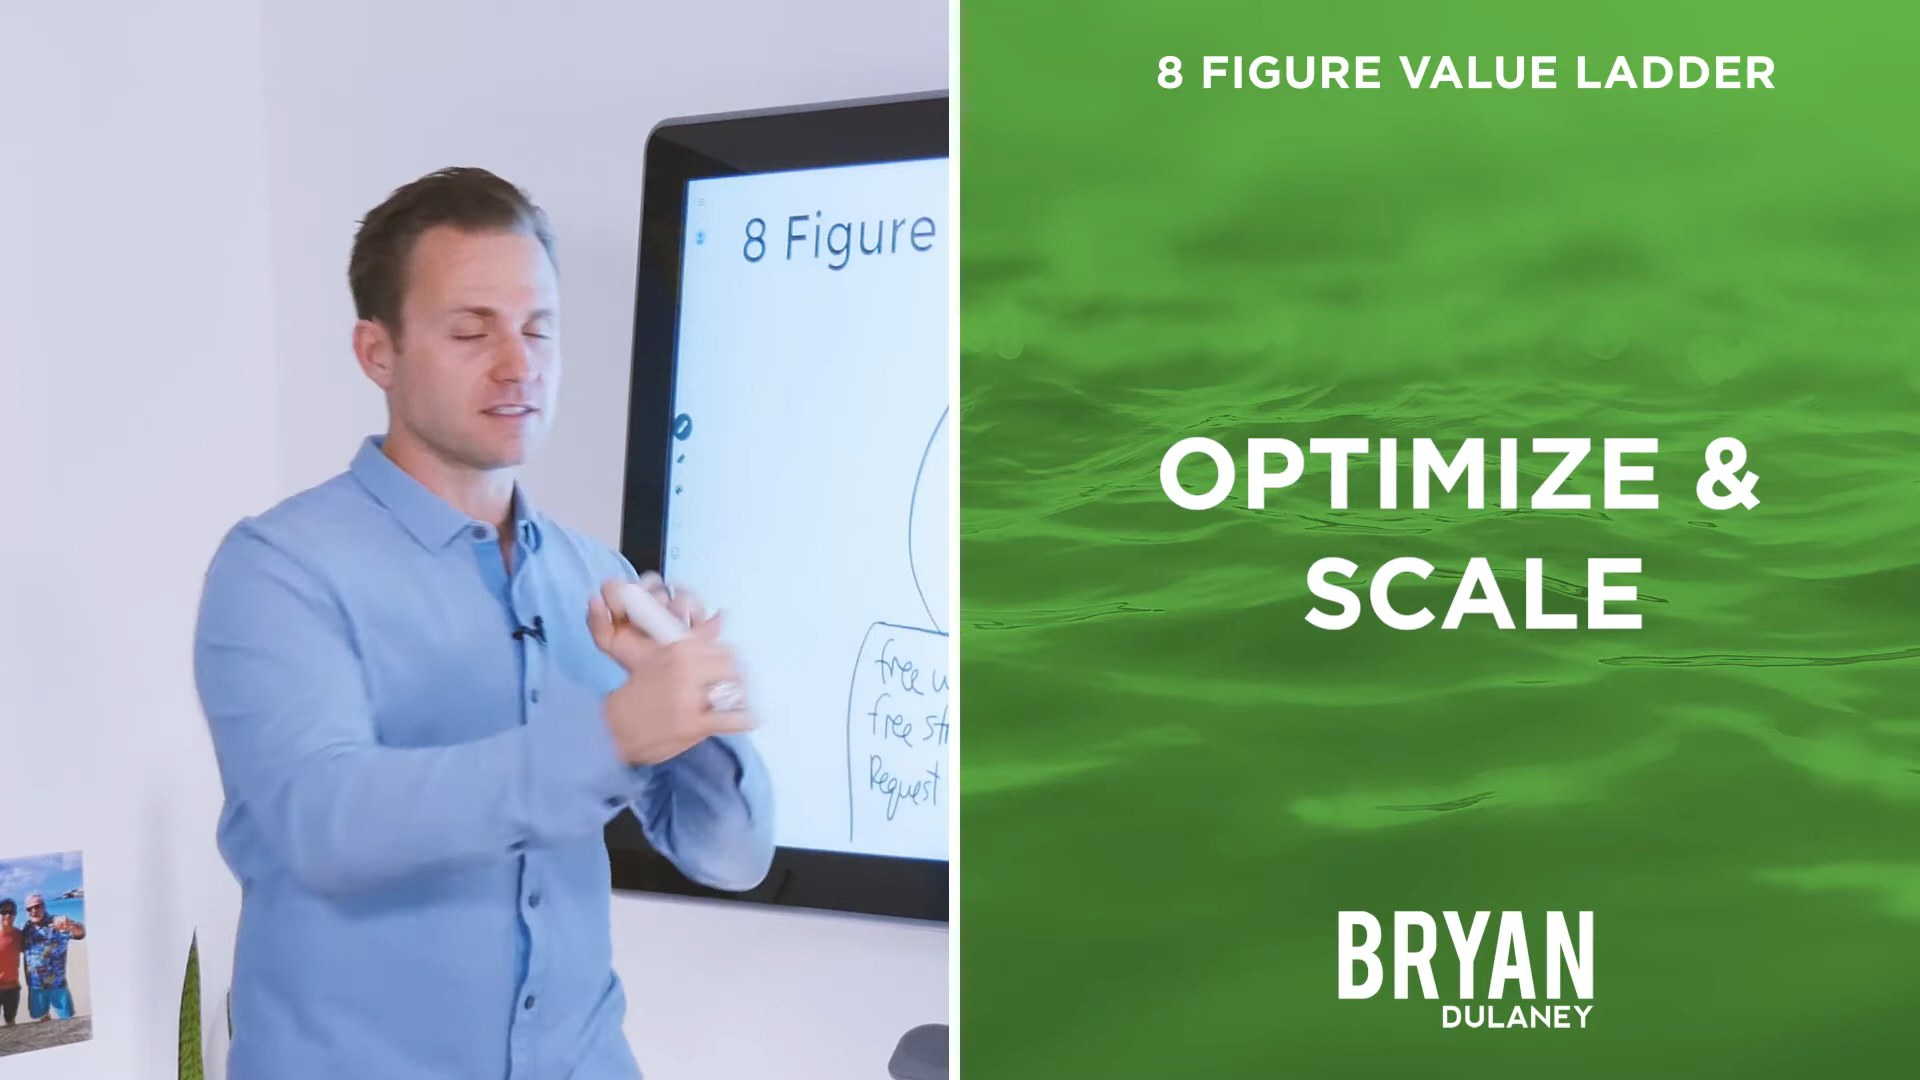 8 Figure
free
free
Request
8 FIGURE VALUE LADDER
OPTIMIZE &
SCALE
BRYAN
DULANEY